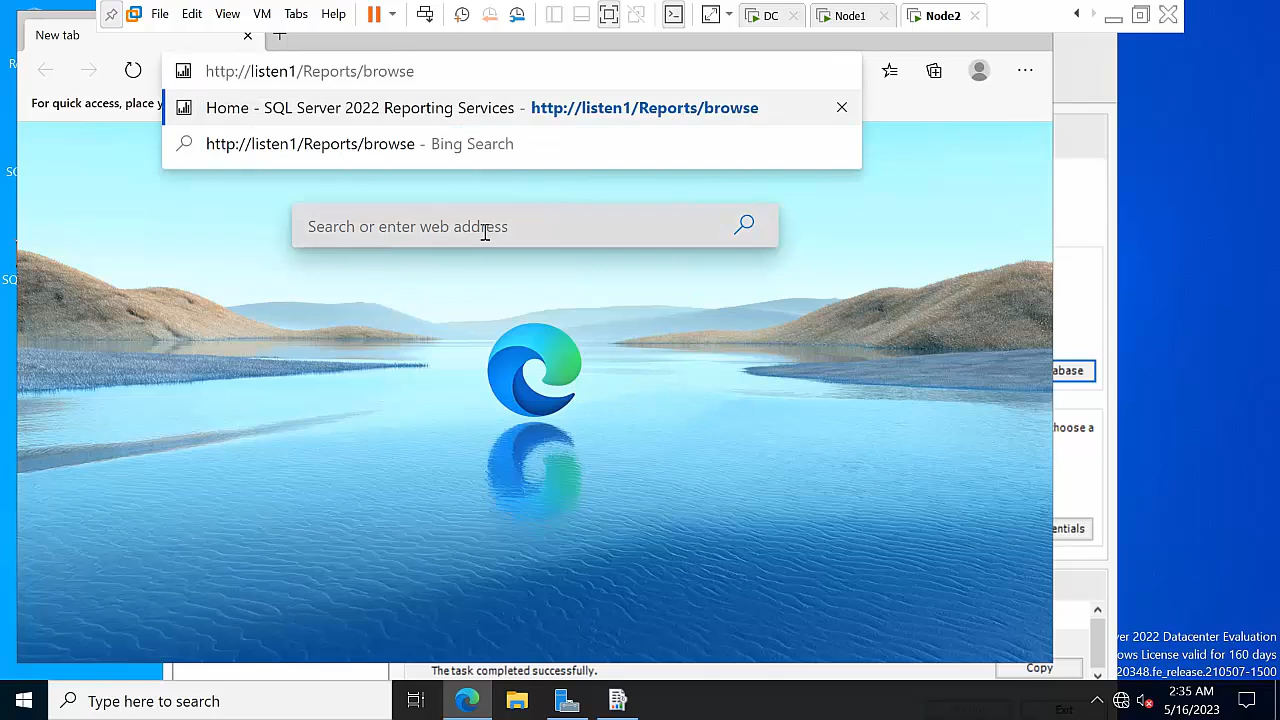 File Edit View VM Tabs Help DC Node1 Node2
New tab
http://listen1/Reports/browse
For quick access, place y
Home - SQL Server 2022 Reporting Services - http://listen1/Reports/browse
http://listen1/Reports/browse - Bing Search
Search or enter web address
abase
hoose a
entials
er 2022 Datacenter Evaluation
ows License valid for 160 days
20348.fe_release.210507-1500
The task completed successfully.
Copy
Type here to search
2:35 AM
5/16/2023
Exit